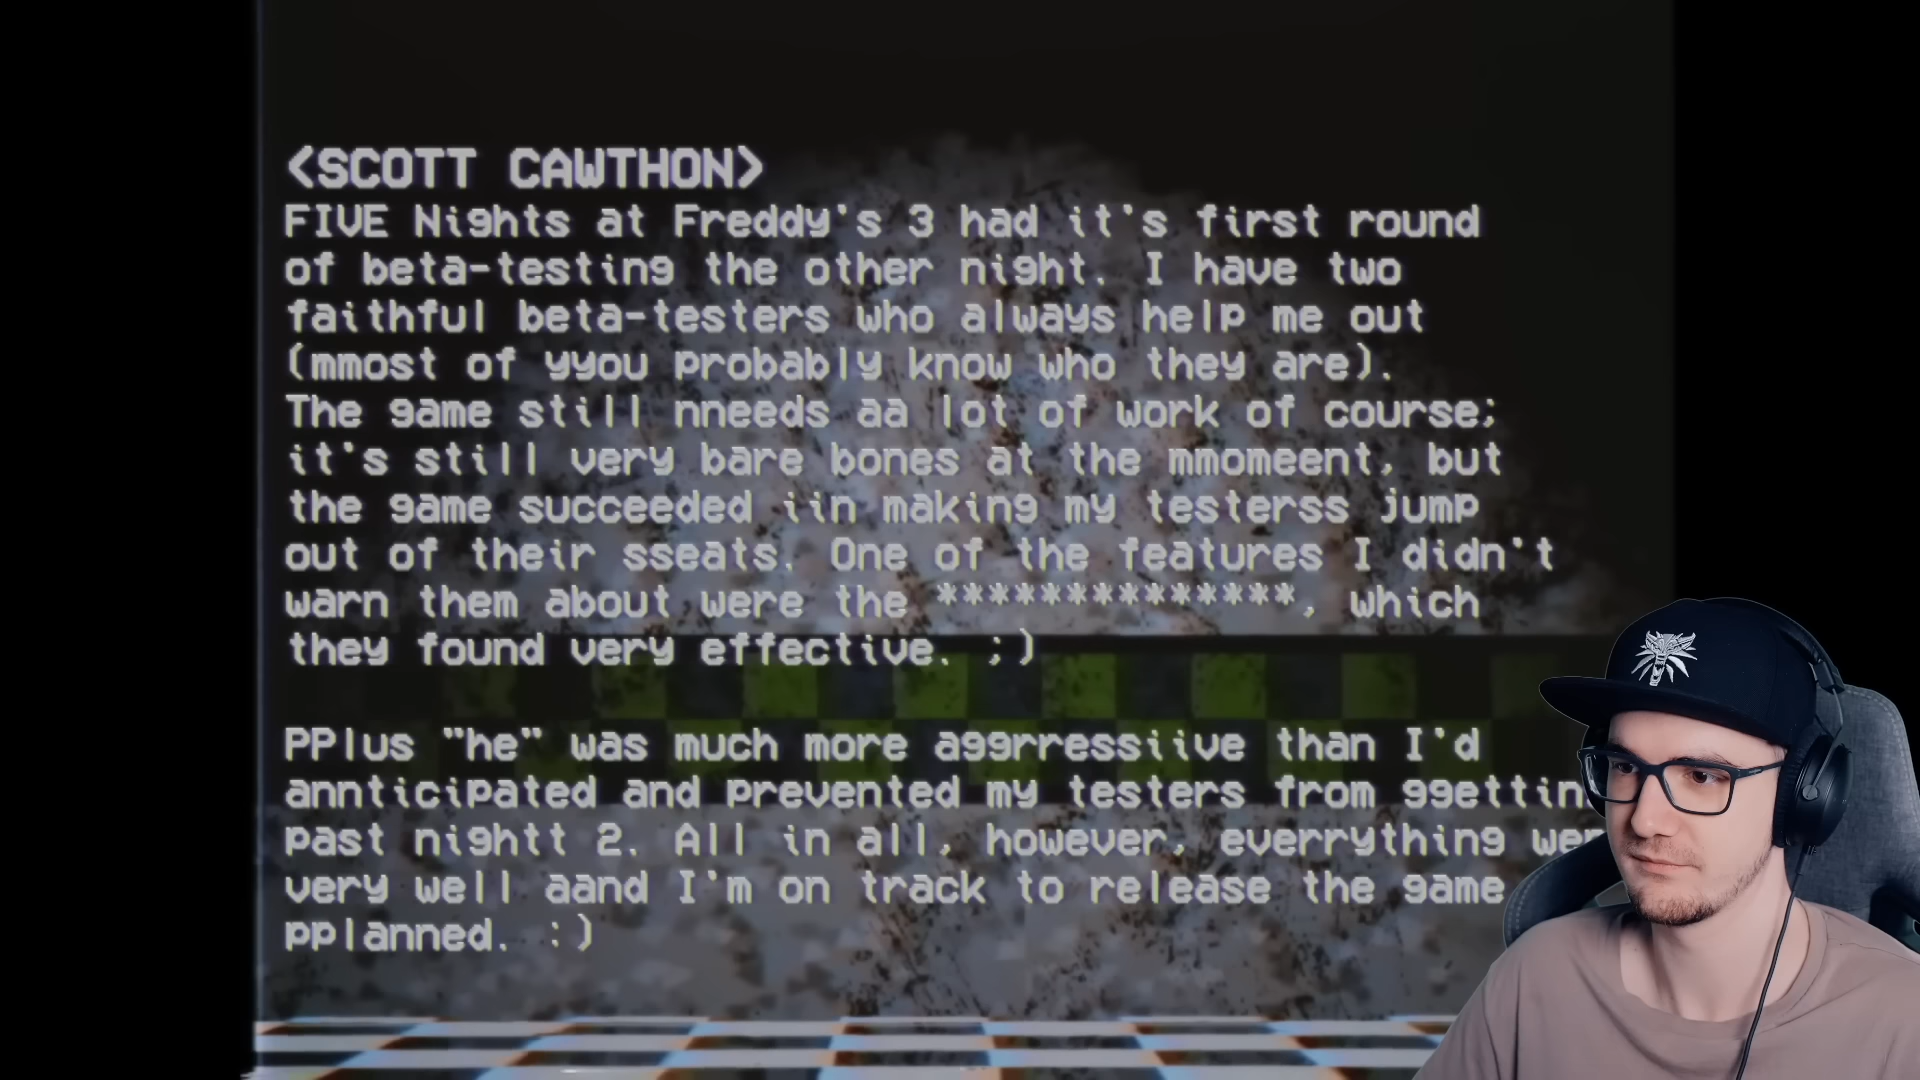 <SCOTT CAWTHON>
FIVE Nights at Freddy's 3 had it's first round
of beta-testing the other night. I have two
faithful beta-testers who always help me out
(mmost of yyou probably know who they are).
The game still nneeds aa lot of work of course;
it's still very bare bones at the mmomeent, but
the game succeeded iin making my testerss jump
out of their sseats. One of the features I didn't
warn them about were the **************, which
they found very effective. ;)
PPlus "he" was much more aggrressiive than I'd
annticipated and prevented my testers from ggettin
past nightt 2. All in all, however, everrything
very well aand I'm on track to release the game
pplanned. :)